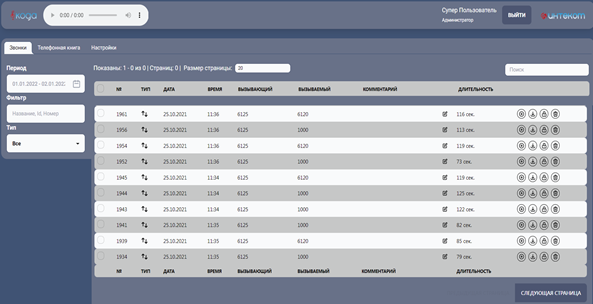 кода
0:00 / 0:00
Супер Пользователь
Администратор
ВЫЙТИ
антеком
Звонки Телефонная книга Настройки
Период
01.01.2022 - 02.01.202
Фильтр
Название, Id, Номер
Тип
Все
Показаны: 1 - 0 из 0 | Страниц: 0 | Размер страницы: 20
Поиск
№ ТИП ДАТА ВРЕМЯ ВЫЗЫВАЮЩИЙ ВЫЗЫВАЕМЫЙ КОММЕНТАРИЙ ДЛИТЕЛЬНОСТЬ
1961 25.10.2021 11:36 6125 6120 116 сек.
1956 25.10.2021 11:36 6125 1000 113 сек.
1954 25.10.2021 11:34 6125 6120 119 сек.
1952 25.10.2021 11:36 6125 1000 73 сек.
1945 25.10.2021 11:34 6125 6120 119 сек.
1944 25.10.2021 11:34 6125 1000 125 сек.
1943 25.10.2021 11:34 6125 1000 122 сек.
1941 25.10.2021 11:35 6125 1000 82 сек.
1939 25.10.2021 11:35 6125 6120 85 сек.
1934 25.10.2021 11:35 6125 1000 79 сек.
№ ТИП ДАТА ВРЕМЯ ВЫЗЫВАЮЩИЙ ВЫЗЫВАЕМЫЙ КОММЕНТАРИЙ ДЛИТЕЛЬНОСТЬ
СЛЕДУЮЩАЯ СТРАНИЦА